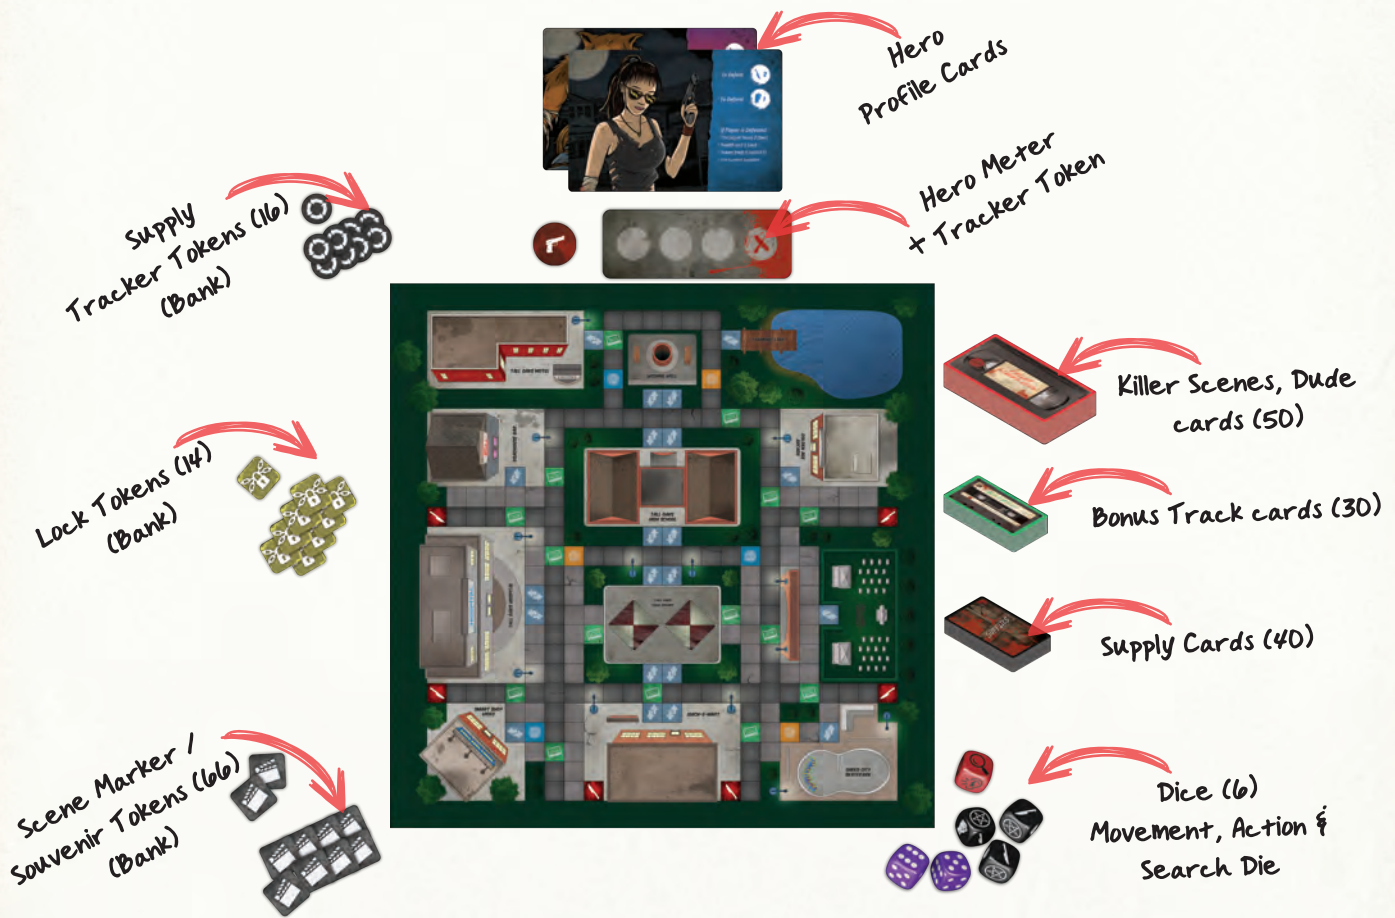 Hero
Profile Cards
Hero Meter
+ Tracker Token
Supply
Tracker Tokens (16)
(Bank)
Killer Scenes, Dude
cards (50)
Lock Tokens (14)
(Bank)
Bonus Track cards (30)
Supply Cards (40)
Scene Marker /
Souvenir Tokens (66)
(Bank)
Dice (6)
Movement, Action &
Search Die